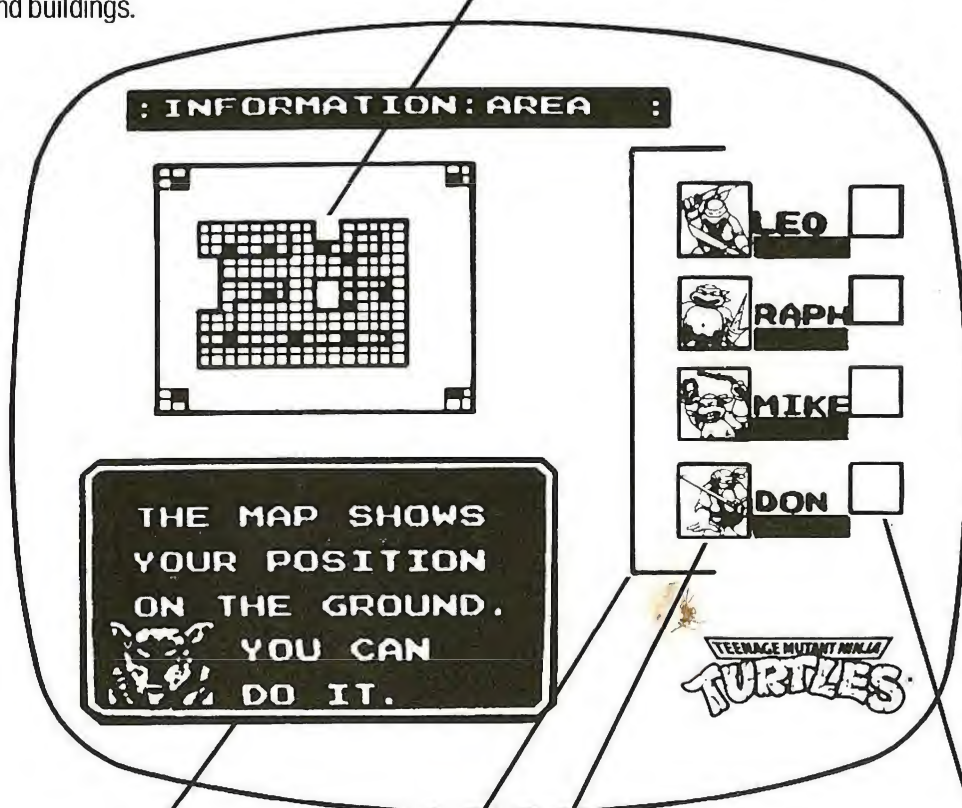 nd buildings.
: INFORMATION: AREA :
LEO
RAPH
MIKE
DON
THE MAP SHOWS
YOUR POSITION
ON THE GROUND.
YOU CAN
DO IT.
TEENAGE MUTANT NINJA
TURTLES